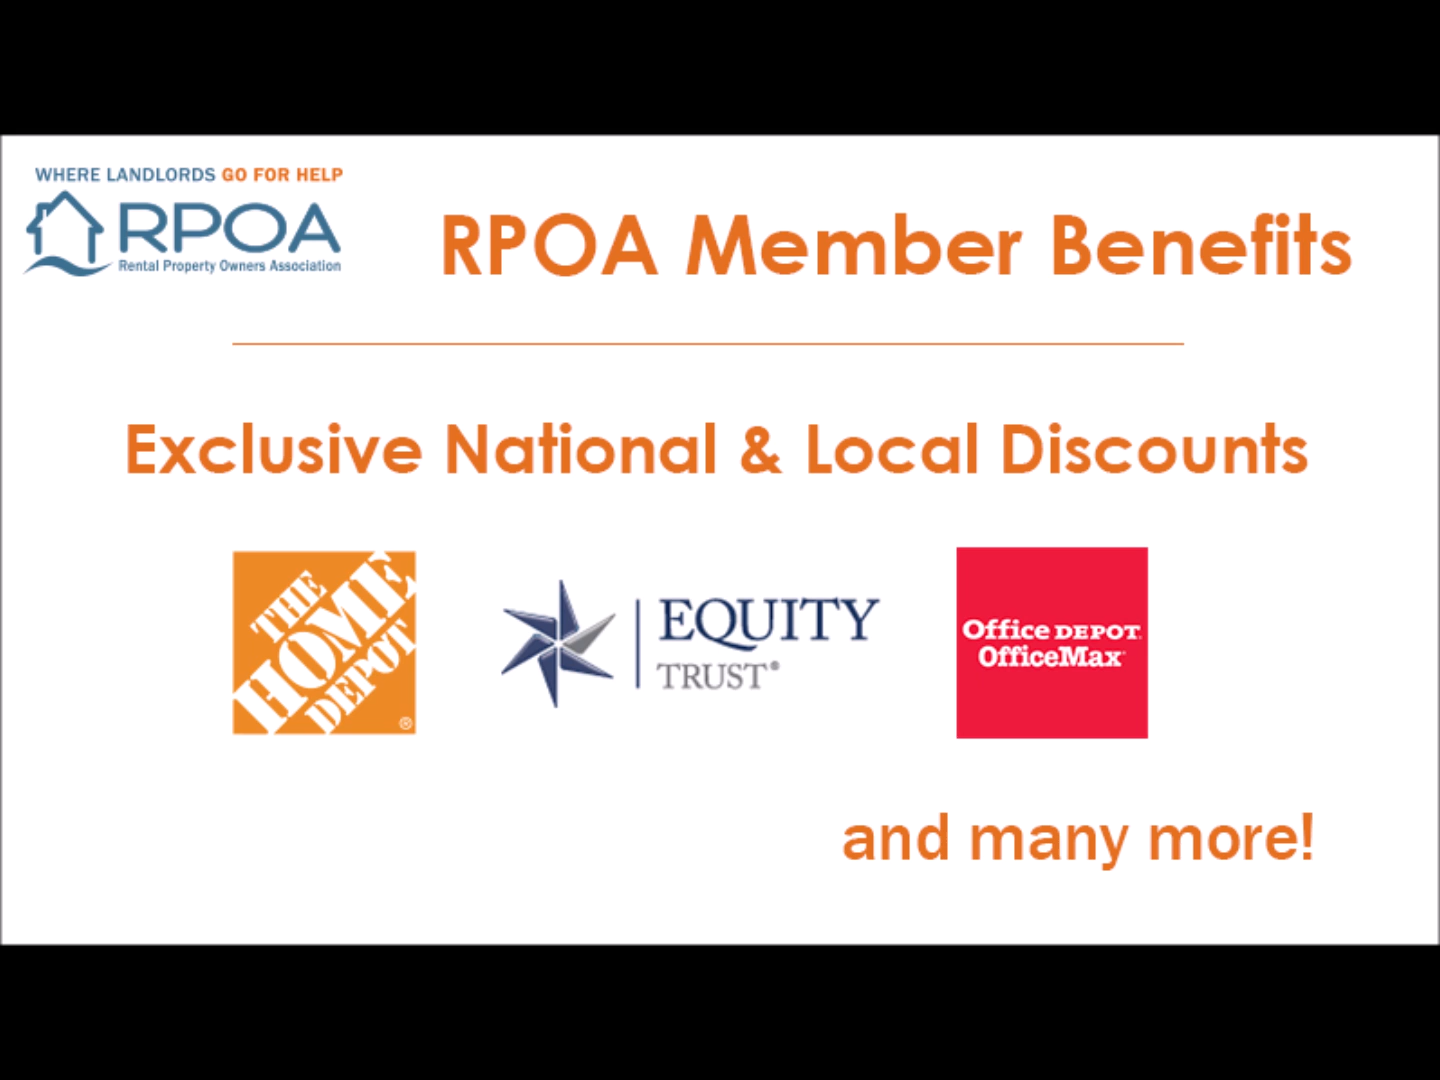 WHERE LANDLORDS GO FOR HELP
RPOA
Rental Property Owners Association
RPOA Member Benefits
Exclusive National & Local Discounts
THE
HOME
DEPOT
®
EQUITY
TRUST®
Office DEPOT
OfficeMax
and many more!